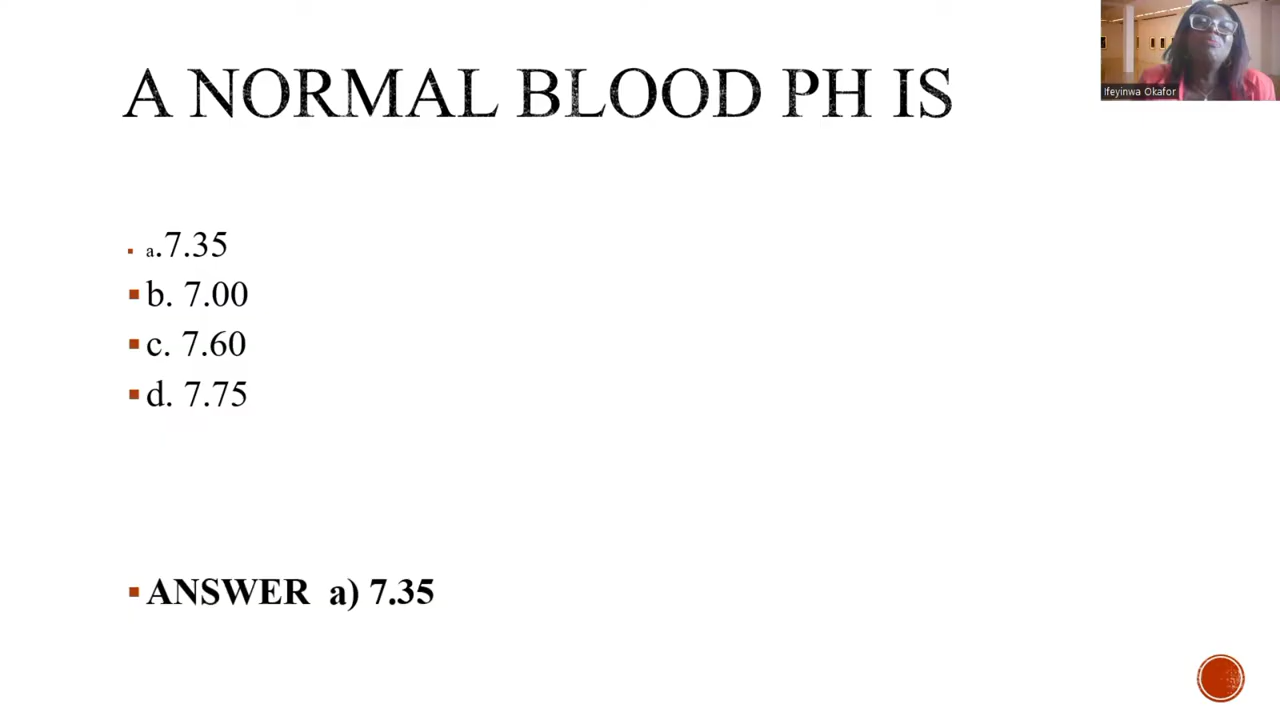 A NORMAL BLOOD PH IS
Ifeyinwa Okafor
▪ a.7.35
▪ b. 7.00
▪ c. 7.60
▪ d. 7.75
▪ ANSWER a) 7.35